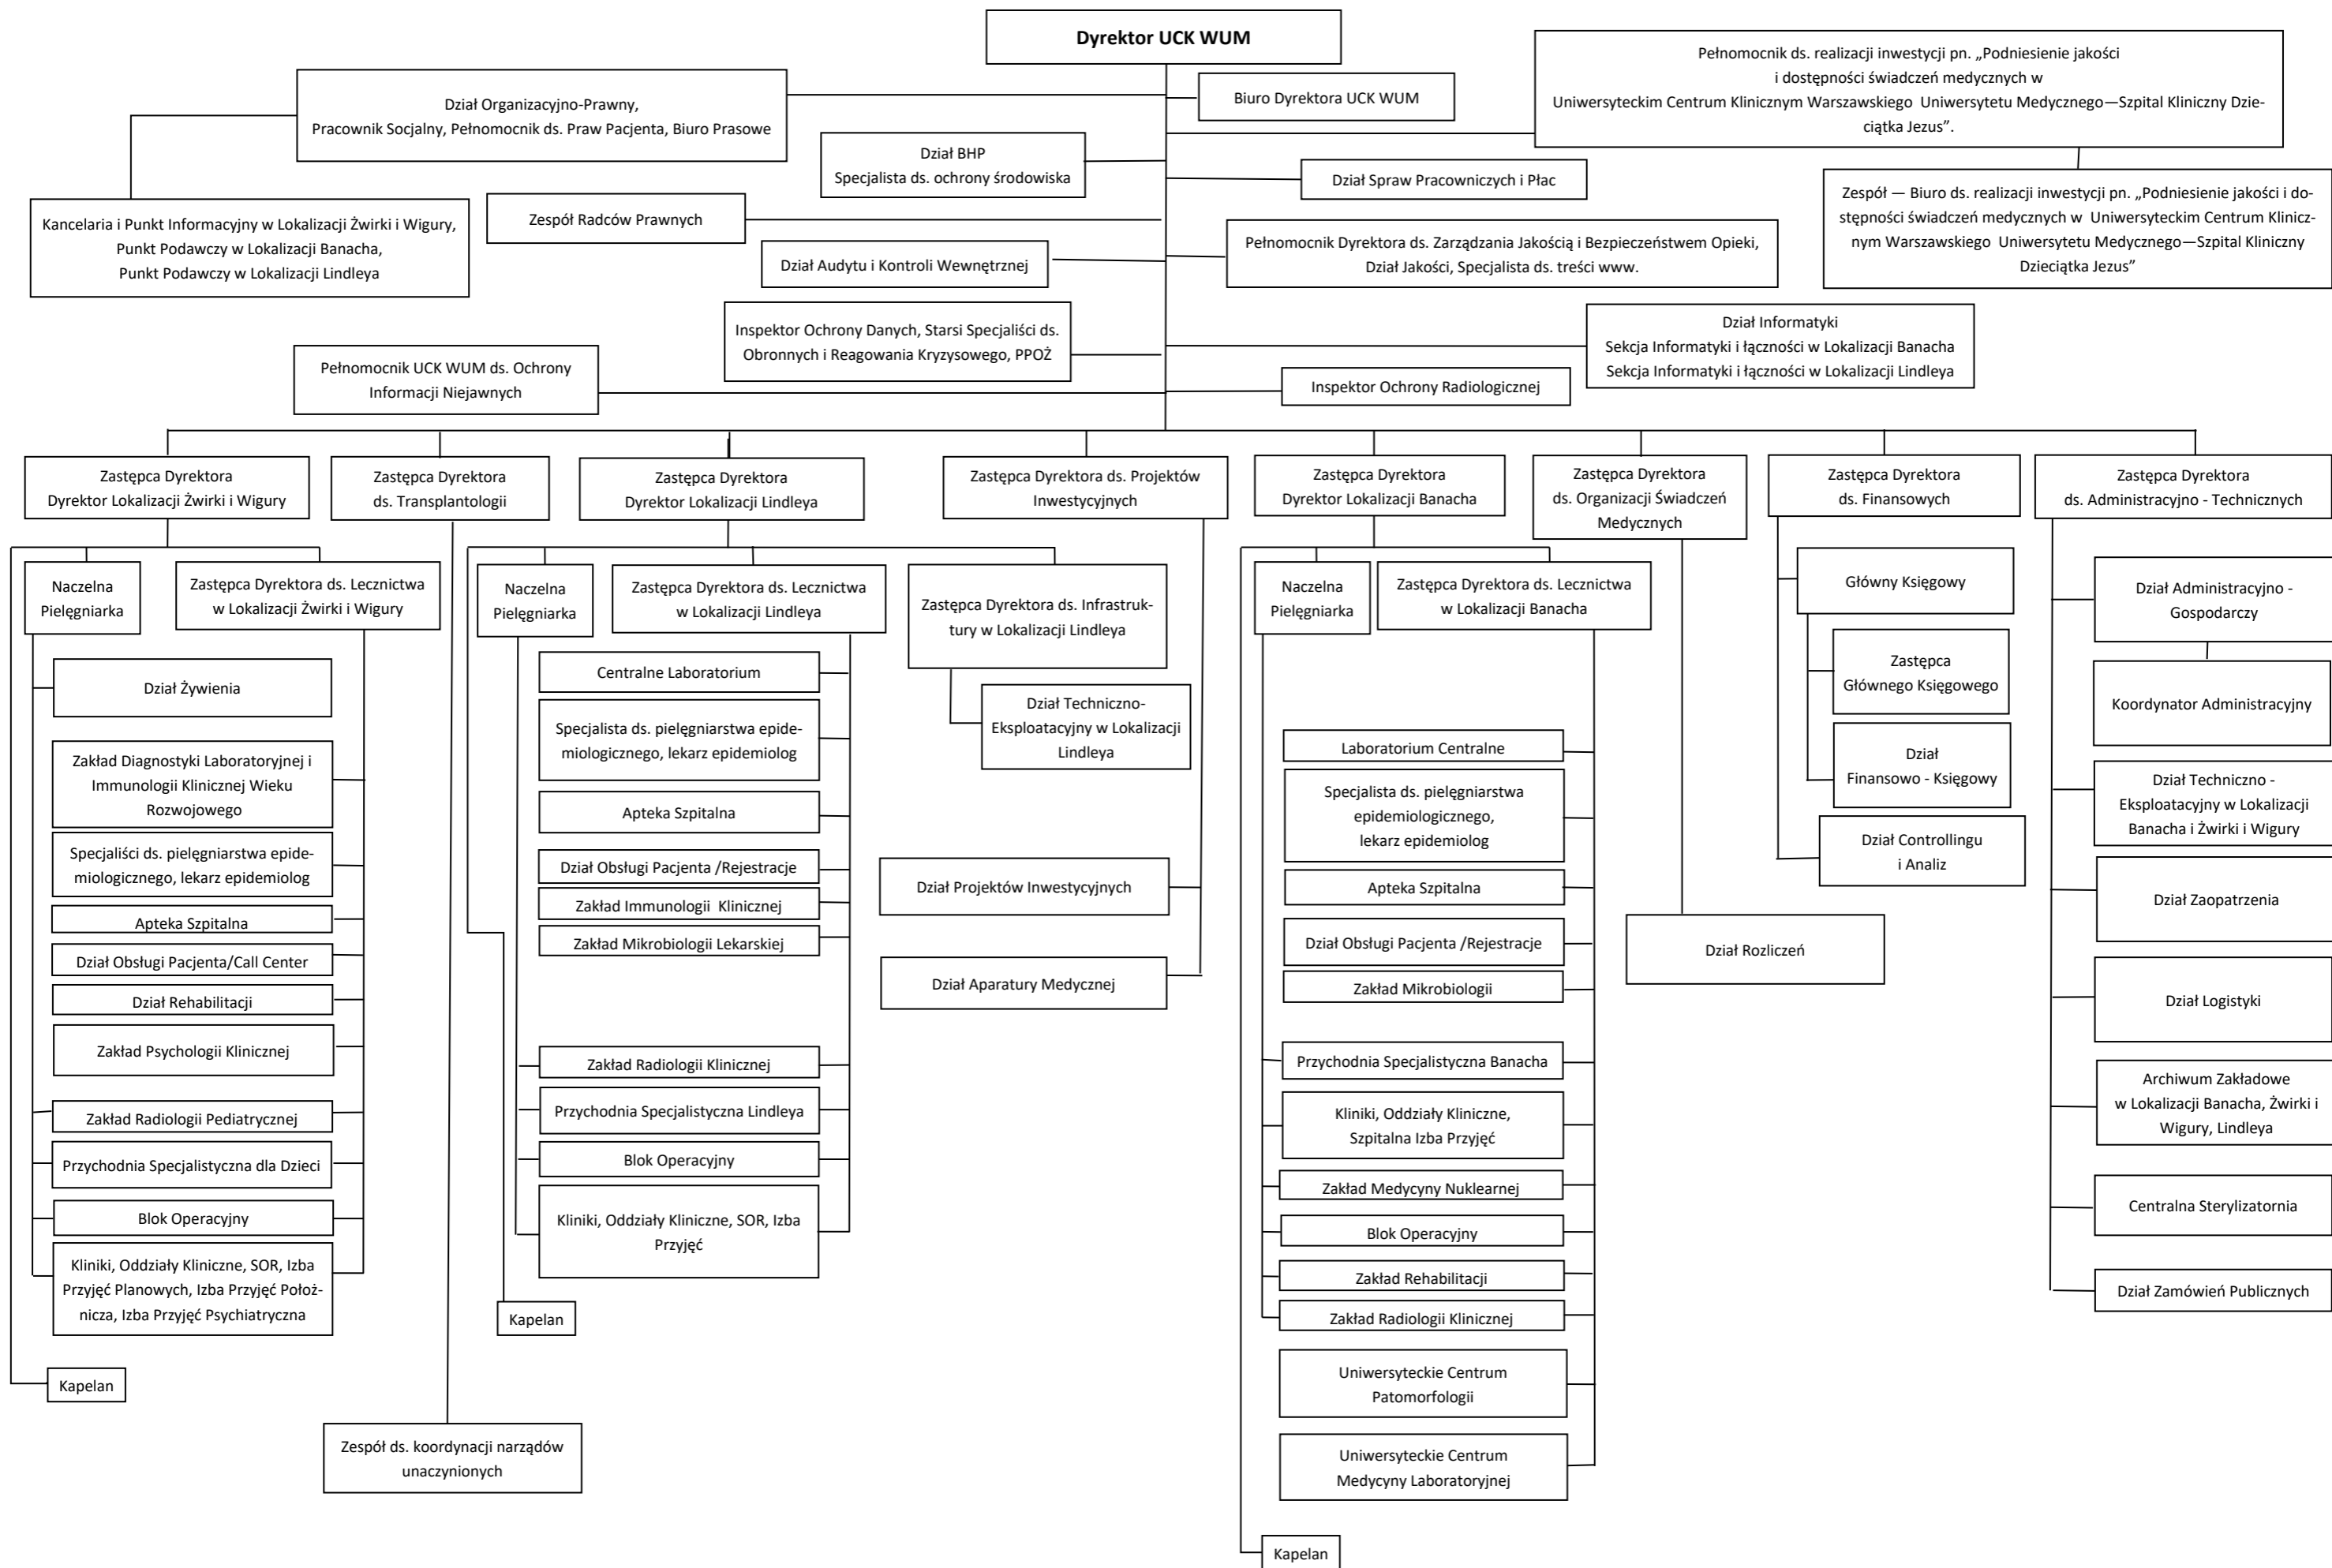 Dyrektor UCK WUM
Pełnomocnik ds. realizacji inwestycji pn. „Podniesienie jakości
i dostępności świadczeń medycznych w
Uniwersyteckim Centrum Klinicznym Warszawskiego Uniwersytetu Medycznego—Szpital Kliniczny Dzie-
ciątka Jezus”.
Dział Organizacyjno-Prawny,
Pracownik Socjalny, Pełnomocnik ds. Praw Pacjenta, Biuro Prasowe
Biuro Dyrektora UCK WUM
Dział BHP
Specjalista ds. ochrony środowiska
Dział Spraw Pracowniczych i Płac
Zespół — Biuro ds. realizacji inwestycji pn. „Podniesienie jakości i do-
stępności świadczeń medycznych w Uniwersyteckim Centrum Klinicz-
nym Warszawskiego Uniwersytetu Medycznego—Szpital Kliniczny
Dzieciątka Jezus”
Kancelaria i Punkt Informacyjny w Lokalizacji Żwirki i Wigury,
Punkt Podawczy w Lokalizacji Banacha,
Punkt Podawczy w Lokalizacji Lindleya
Zespół Radców Prawnych
Dział Audytu i Kontroli Wewnętrznej
Pełnomocnik Dyrektora ds. Zarządzania Jakością i Bezpieczeństwem Opieki,
Dział Jakości, Specjalista ds. treści www.
Inspektor Ochrony Danych, Starsi Specjaliści ds.
Obronnych i Reagowania Kryzysowego, PPOŻ
Dział Informatyki
Sekcja Informatyki i łączności w Lokalizacji Banacha
Sekcja Informatyki i łączności w Lokalizacji Lindleya
Pełnomocnik UCK WUM ds. Ochrony
Informacji Niejawnych
Inspektor Ochrony Radiologicznej
Zastępca Dyrektora
Dyrektor Lokalizacji Żwirki i Wigury
Zastępca Dyrektora
ds. Transplantologii
Zastępca Dyrektora
Dyrektor Lokalizacji Lindleya
Zastępca Dyrektora ds. Projektów
Inwestycyjnych
Zastępca Dyrektora
Dyrektor Lokalizacji Banacha
Zastępca Dyrektora
ds. Organizacji Świadczeń
Medycznych
Zastępca Dyrektora
ds. Finansowych
Zastępca Dyrektora
ds. Administracyjno - Technicznych
Naczelna
Pielęgniarka
Zastępca Dyrektora ds. Lecznictwa
w Lokalizacji Żwirki i Wigury
Dział Żywienia
Zakład Diagnostyki Laboratoryjnej i
Immunologii Klinicznej Wieku
Rozwojowego
Specjaliści ds. pielęgniarstwa epide-
miologicznego, lekarz epidemiolog
Apteka Szpitalna
Dział Obsługi Pacjenta/Call Center
Dział Rehabilitacji
Zakład Psychologii Klinicznej
Zakład Radiologii Pediatrycznej
Przychodnia Specjalistyczna dla Dzieci
Blok Operacyjny
Kliniki, Oddziały Kliniczne, SOR, Izba
Przyjęć Planowych, Izba Przyjęć Położ-
nicza, Izba Przyjęć Psychiatryczna
Kapelan
Zespół ds. koordynacji narządów
unaczynionych
Naczelna
Pielęgniarka
Zastępca Dyrektora ds. Lecznictwa
w Lokalizacji Lindleya
Zastępca Dyrektora ds. Infrastruk-
tury w Lokalizacji Lindleya
Centralne Laboratorium
Specjalista ds. pielęgniarstwa epide-
miologicznego, lekarz epidemiolog
Apteka Szpitalna
Dział Obsługi Pacjenta /Rejestracje
Zakład Immunologii Klinicznej
Zakład Mikrobiologii Lekarskiej
Zakład Radiologii Klinicznej
Przychodnia Specjalistyczna Lindleya
Blok Operacyjny
Kliniki, Oddziały Kliniczne, SOR, Izba
Przyjęć
Kapelan
Dział Techniczno-
Eksploatacyjny w Lokalizacji
Lindleya
Dział Projektów Inwestycyjnych
Dział Aparatury Medycznej
Naczelna
Pielęgniarka
Zastępca Dyrektora ds. Lecznictwa
w Lokalizacji Banacha
Laboratorium Centralne
Specjalista ds. pielęgniarstwa
epidemiologicznego,
lekarz epidemiolog
Apteka Szpitalna
Dział Obsługi Pacjenta /Rejestracje
Zakład Mikrobiologii
Przychodnia Specjalistyczna Banacha
Kliniki, Oddziały Kliniczne,
Szpitalna Izba Przyjęć
Zakład Medycyny Nuklearnej
Blok Operacyjny
Zakład Rehabilitacji
Zakład Radiologii Klinicznej
Uniwersyteckie Centrum
Patomorfologii
Uniwersyteckie Centrum
Medycyny Laboratoryjnej
Kapelan
Dział Rozliczeń
Główny Księgowy
Zastępca
Głównego Księgowego
Dział
Finansowo - Księgowy
Dział Controllingu
i Analiz
Dział Administracyjno -
Gospodarczy
Koordynator Administracyjny
Dział Techniczno -
Eksploatacyjny w Lokalizacji
Banacha i Żwirki i Wigury
Dział Zaopatrzenia
Dział Logistyki
Archiwum Zakładowe
w Lokalizacji Banacha, Żwirki i
Wigury, Lindleya
Centralna Sterylizatornia
Dział Zamówień Publicznych